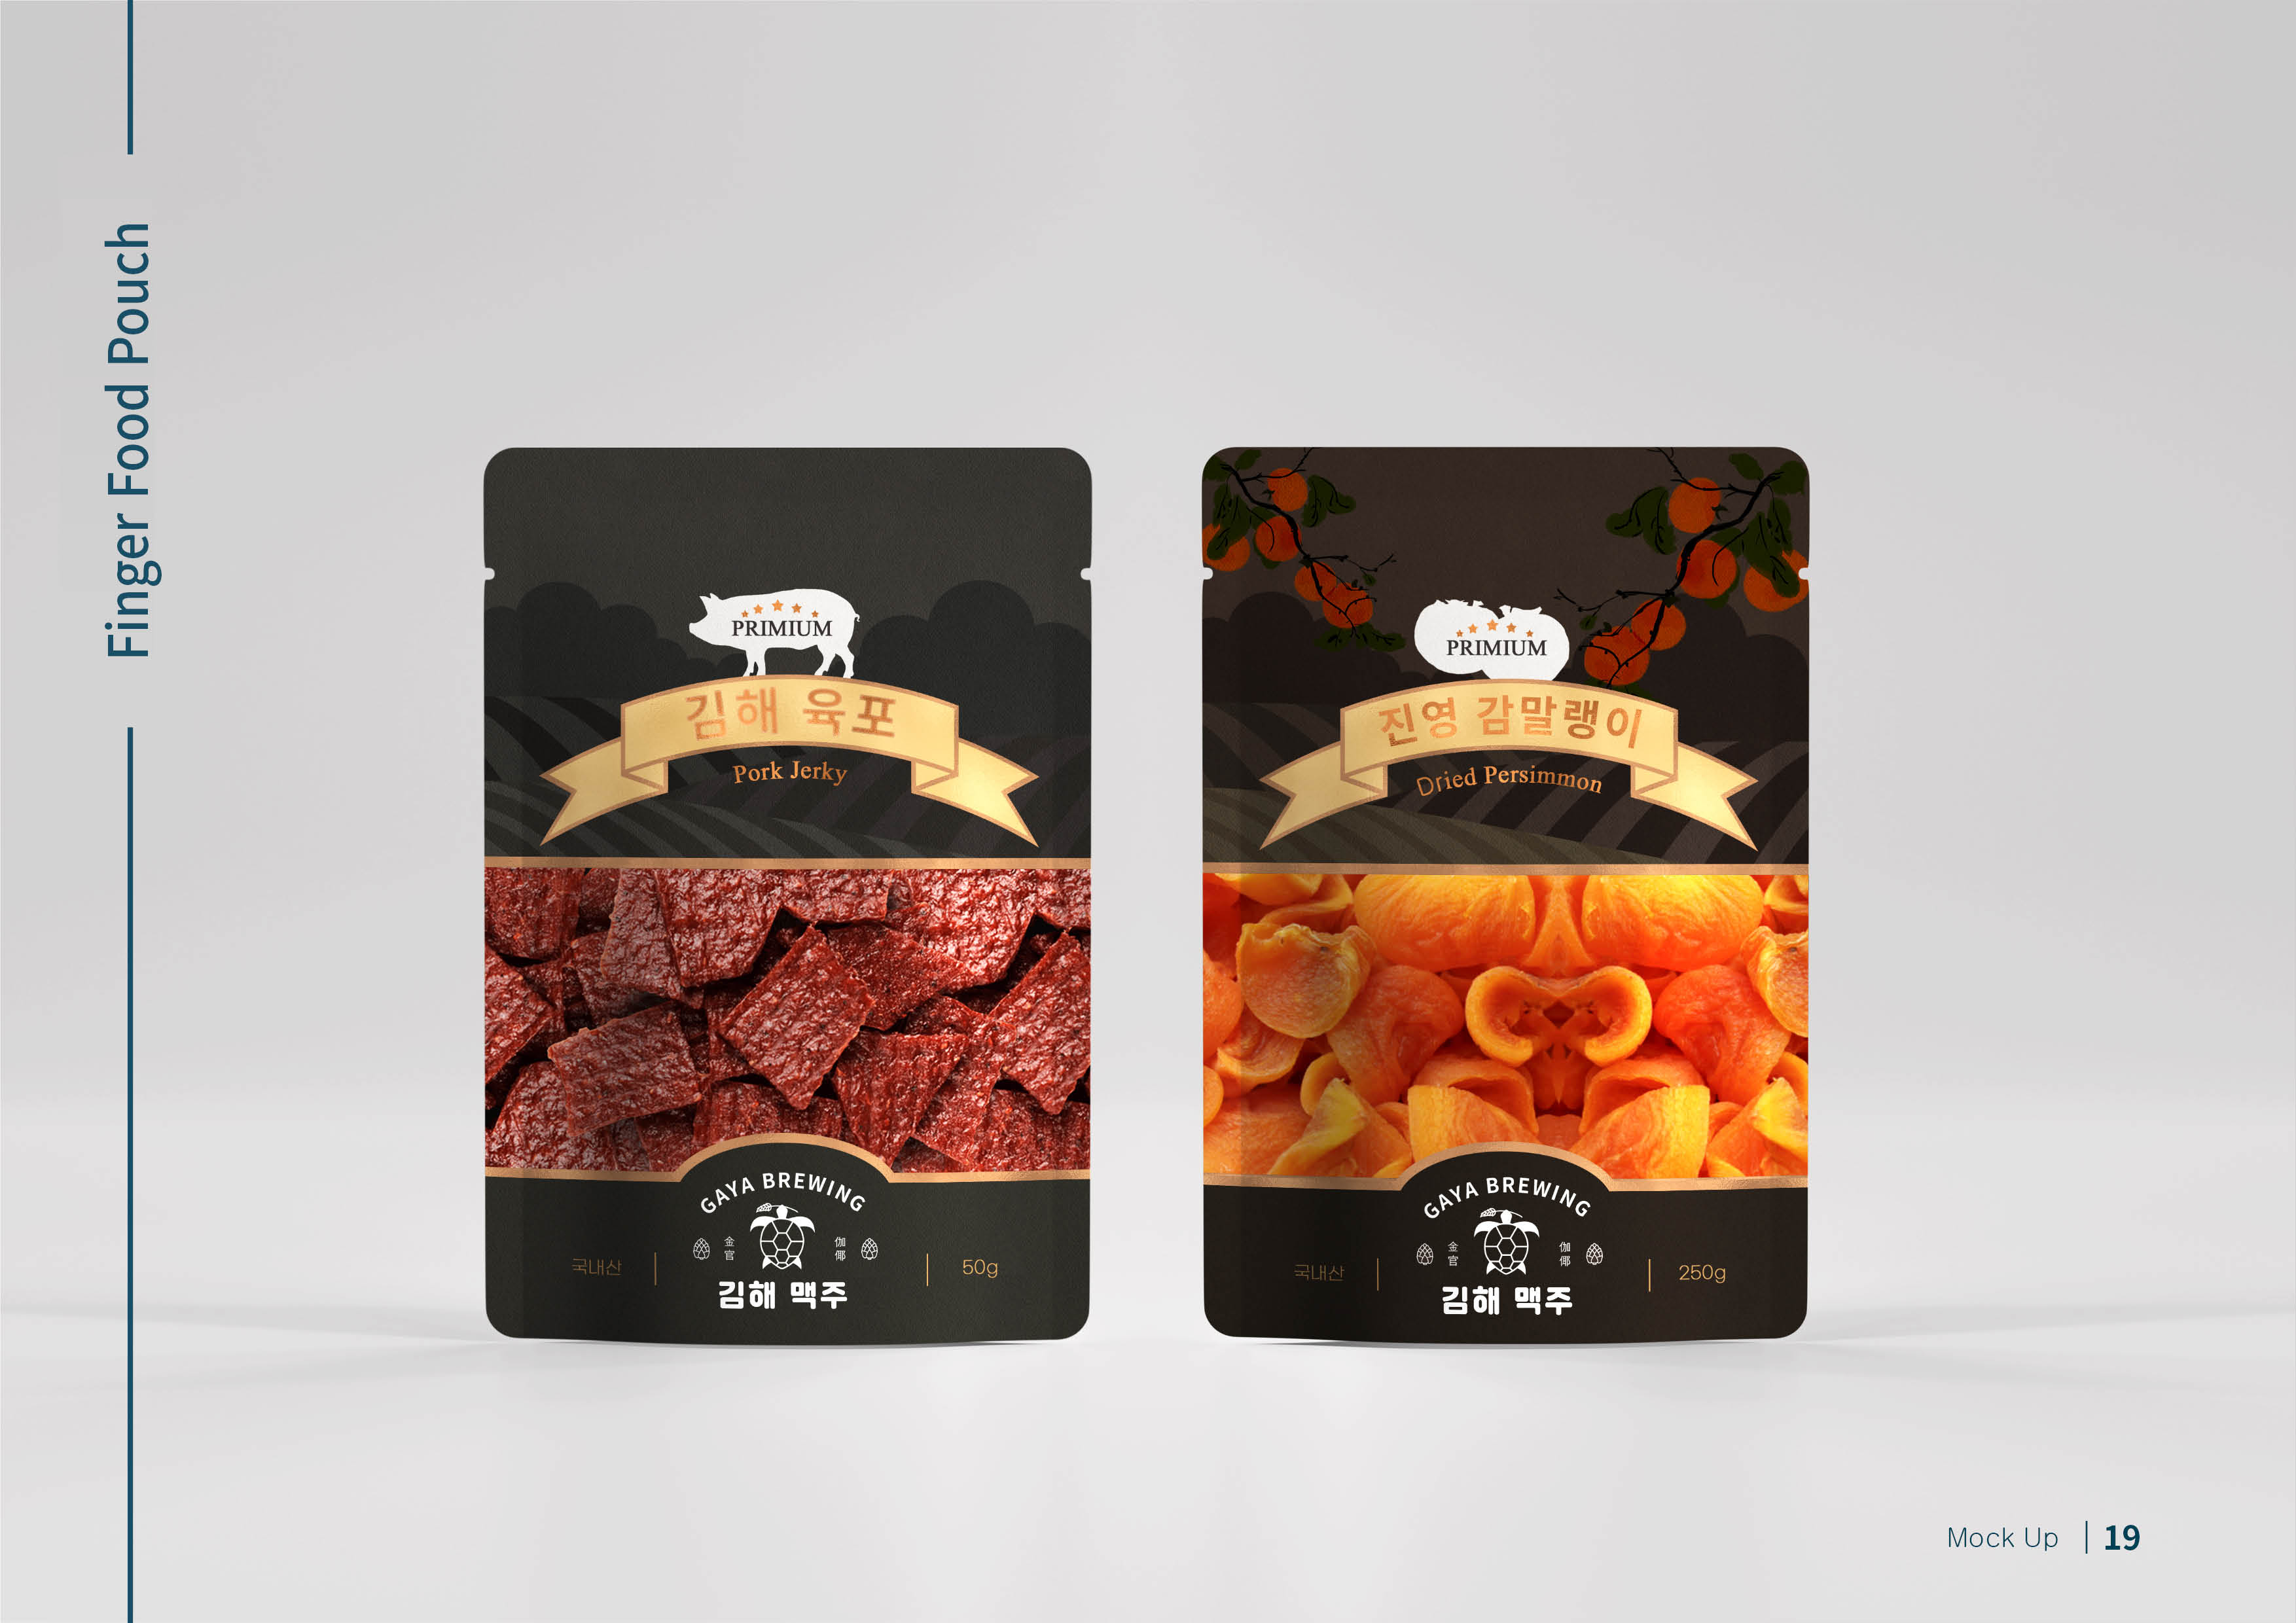 Finger Food Pouch
PRIMIUM
김해 육포
Pork Jerky
GAYA BREWING
金官
伽倻
국내산
50g
김해 맥주
PRIMIUM
진영 감말랭이
Dried Persimmon
GAYA BREWING
金官
伽倻
국내산
250g
김해 맥주
Mock Up
19